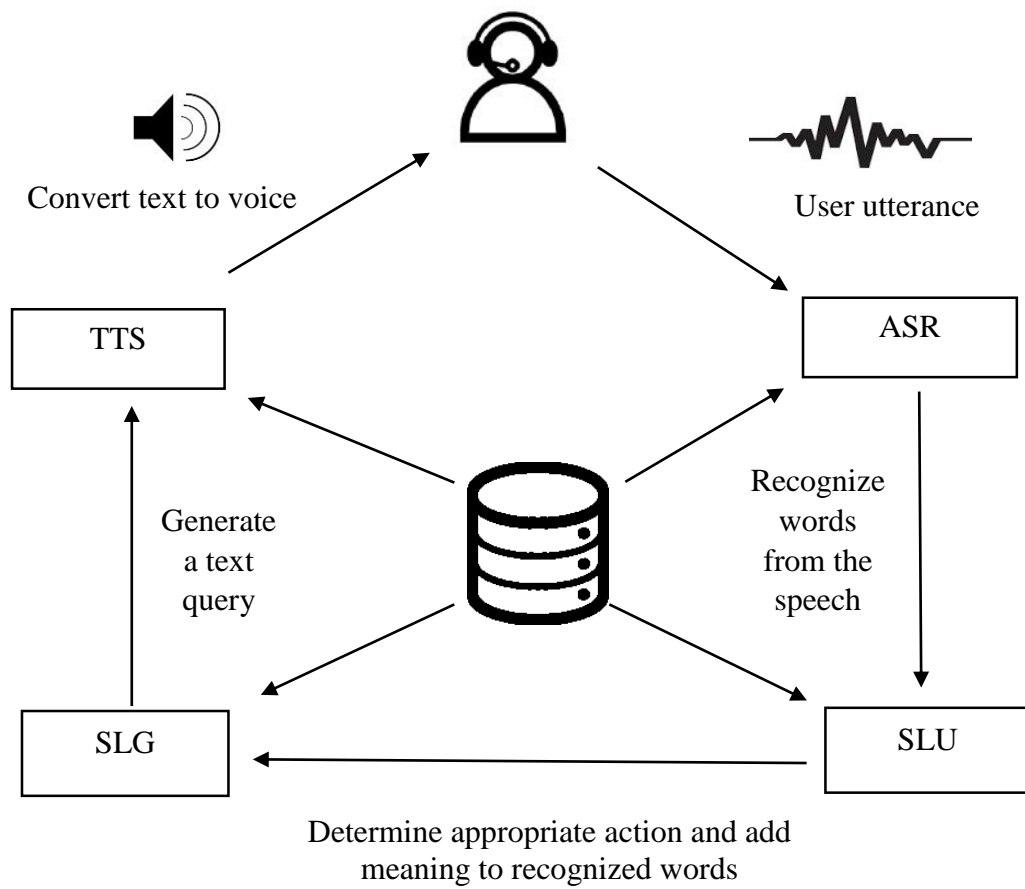 Convert text to voice
User utterance
TTS
ASR
Generate
a text
query
Recognize
words
from the
speech
SLG
SLU
Determine appropriate action and add
meaning to recognized words